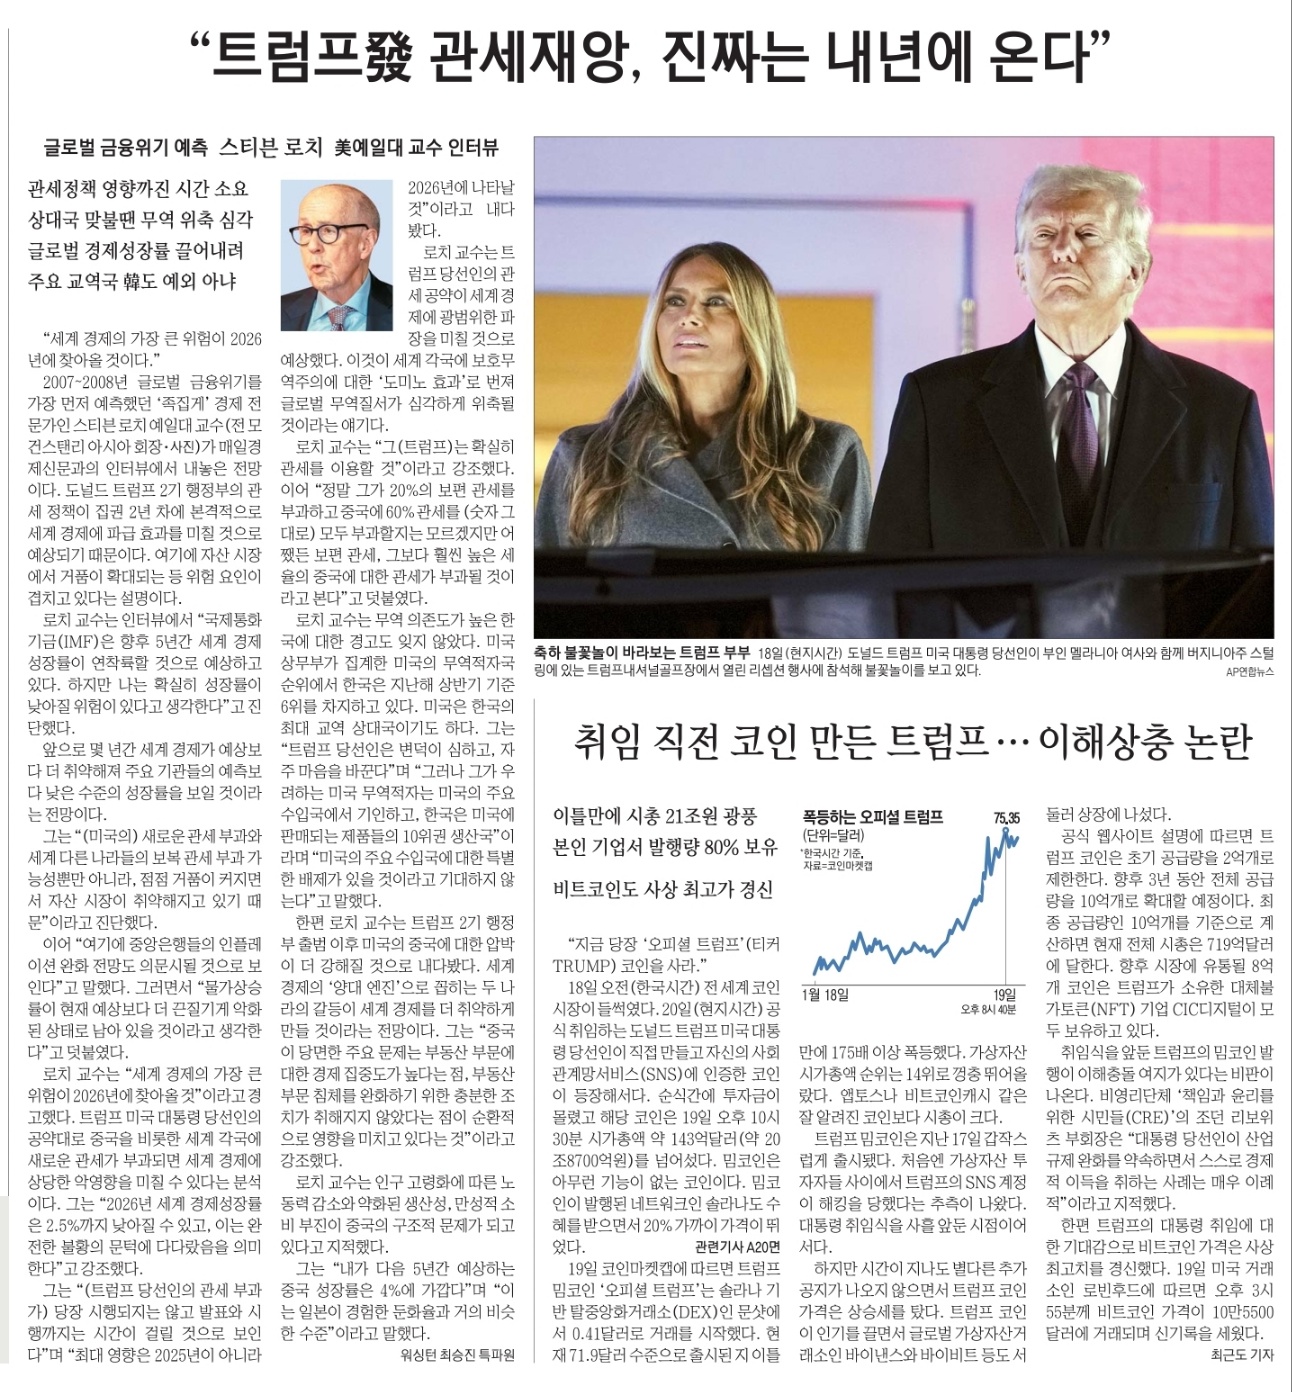 “트럼프發 관세재앙, 진짜는 내년에 온다”
글로벌 금융위기 예측 스티븐 로치 美예일대 교수 인터뷰
관세정책 영향까진 시간 소요
상대국 맞불땐 무역 위축 심각
글로벌 경제성장률 끌어내려
주요 교역국 韓도 예외 아냐
“세계 경제의 가장 큰 위험이 2026
년에 찾아올 것이다.”
2007~2008년 글로벌 금융위기를
가장 먼저 예측했던 ‘족집게’ 경제 전
문가인 스티븐 로치 예일대 교수(전 모
건스탠리 아시아 회장·사진)가 매일경
제신문과의 인터뷰에서 내놓은 전망
이다. 도널드 트럼프 2기 행정부의 관
세 정책이 집권 2년 차에 본격적으로
세계 경제에 파급 효과를 미칠 것으로
예상되기 때문이다. 여기에 자산 시장
에서 거품이 확대되는 등 위험 요인이
겹치고 있다는 설명이다.
로치 교수는 인터뷰에서 “국제통화
기금(IMF)은 향후 5년간 세계 경제
성장률이 연착륙할 것으로 예상하고
있다. 하지만 나는 확실히 성장률이
낮아질 위험이 있다고 생각한다”고 진
단했다.
앞으로 몇 년간 세계 경제가 예상보
다 더 취약해져 주요 기관들의 예측보
다 낮은 수준의 성장률을 보일 것이라
는 전망이다.
그는 “(미국의) 새로운 관세 부과와
세계 다른 나라들의 보복 관세 부과 가
능성뿐만 아니라, 점점 거품이 커지면
서 자산 시장이 취약해지고 있기 때
문”이라고 진단했다.
이어 “여기에 중앙은행들의 인플레
이션 완화 전망도 의문시될 것으로 보
인다”고 말했다. 그러면서 “물가상승
률이 현재 예상보다 더 끈질기게 악화
된 상태로 남아 있을 것이라고 생각한
다”고 덧붙였다.
로치 교수는 “세계 경제의 가장 큰
위험이 2026년에 찾아올 것”이라고 경
고했다. 트럼프 미국 대통령 당선인의
공약대로 중국을 비롯한 세계 각국에
새로운 관세가 부과되면 세계 경제에
상당한 악영향을 미칠 수 있다는 분석
이다. 그는 “2026년 세계 경제성장률
은 2.5%까지 낮아질 수 있고, 이는 완
전한 불황의 문턱에 다다랐음을 의미
한다”고 강조했다.
그는 “(트럼프 당선인의 관세 부과
가) 당장 시행되지는 않고 발표와 시
행까지는 시간이 걸릴 것으로 보인
다”며 “최대 영향은 2025년이 아니라
2026년에 나타날
것”이라고 내다
봤다.
로치 교수는 트
럼프 당선인의 관
세 공약이 세계 경
제에 광범위한 파
장을 미칠 것으로
예상했다. 이것이 세계 각국에 보호무
역주의에 대한 ‘도미노 효과’로 번져
글로벌 무역질서가 심각하게 위축될
것이라는 얘기다.
로치 교수는 “그(트럼프)는 확실히
관세를 이용할 것”이라고 강조했다.
이어 “정말 그가 20%의 보편 관세를
부과하고 중국에 60% 관세를 (숫자 그
대로) 모두 부과할지는 모르겠지만 어
쨌든 보편 관세, 그보다 훨씬 높은 세
율의 중국에 대한 관세가 부과될 것이
라고 본다”고 덧붙였다.
로치 교수는 무역 의존도가 높은 한
국에 대한 경고도 잊지 않았다. 미국
상무부가 집계한 미국의 무역적자국
순위에서 한국은 지난해 상반기 기준
6위를 차지하고 있다. 미국은 한국의
최대 교역 상대국이기도 하다. 그는
“트럼프 당선인은 변덕이 심하고, 자
주 마음을 바꾼다”며 “그러나 그가 우
려하는 미국 무역적자는 미국의 주요
수입국에서 기인하고, 한국은 미국에
판매되는 제품들의 10위권 생산국”이
라며 “미국의 주요 수입국에 대한 특별
한 배제가 있을 것이라고 기대하지 않
는다”고 말했다.
한편 로치 교수는 트럼프 2기 행정
부 출범 이후 미국의 중국에 대한 압박
이 더 강해질 것으로 내다봤다. 세계
경제의 ‘양대 엔진’으로 꼽히는 두 나
라의 갈등이 세계 경제를 더 취약하게
만들 것이라는 전망이다. 그는 “중국
이 당면한 주요 문제는 부동산 부문에
대한 경제 집중도가 높다는 점, 부동산
부문 침체를 완화하기 위한 충분한 조
치가 취해지지 않았다는 점이 순환적
으로 영향을 미치고 있다는 것”이라고
강조했다.
로치 교수는 인구 고령화에 따른 노
동력 감소와 약화된 생산성, 만성적 소
비 부진이 중국의 구조적 문제가 되고
있다고 지적했다.
그는 “내가 다음 5년간 예상하는
중국 성장률은 4%에 가깝다”며 “이
는 일본이 경험한 둔화율과 거의 비슷
한 수준”이라고 말했다.
워싱턴 최승진 특파원
축하 불꽃놀이 바라보는 트럼프 부부 18일(현지시간) 도널드 트럼프 미국 대통령 당선인이 부인 멜라니아 여사와 함께 버지니아주 스털
링에 있는 트럼프내셔널골프장에서 열린 리셉션 행사에 참석해 불꽃놀이를 보고 있다.
AP연합뉴스
취임 직전 코인 만든 트럼프… 이해상충 논란
이틀만에 시총 21조원 광풍
본인 기업서 발행량 80% 보유
비트코인도 사상 최고가 경신
“지금 당장 ‘오피셜 트럼프’(티커
TRUMP) 코인을 사라.”
18일 오전(한국시간) 전 세계 코인
시장이 들썩였다. 20일(현지시간) 공
식 취임하는 도널드 트럼프 미국 대통
령 당선인이 직접 만들고 자신의 사회
관계망서비스(SNS)에 인증한 코인
이 등장해서다. 순식간에 투자금이
몰렸고 해당 코인은 19일 오후 10시
30분 시가총액 약 143억달러(약 20
조8700억원)를 넘어섰다. 밈코인은
아무런 기능이 없는 코인이다. 밈코
인이 발행된 네트워크인 솔라나도 수
혜를 받으면서 20% 가까이 가격이 뛰
었다.
관련기사 A20면
19일 코인마켓캡에 따르면 트럼프
밈코인 ‘오피셜 트럼프’는 솔라나 기
반 탈중앙화거래소(DEX)인 문샷에
서 0.41달러로 거래를 시작했다. 현
재 71.9달러 수준으로 출시된 지 이틀
폭등하는 오피셜 트럼프
(단위=달러)
*한국시간 기준,
자료=코인마켓캡
75.35
1월 18일
19일
오후 8시 40분
만에 175배 이상 폭등했다. 가상자산
시가총액 순위는 14위로 껑충 뛰어올
랐다. 앱토스나 비트코인캐시 같은
잘 알려진 코인보다 시총이 크다.
트럼프 밈코인은 지난 17일 갑작스
럽게 출시됐다. 처음엔 가상자산 투
자자들 사이에서 트럼프의 SNS 계정
이 해킹을 당했다는 추측이 나왔다.
대통령 취임식을 사흘 앞둔 시점이어
서다.
하지만 시간이 지나도 별다른 추가
공지가 나오지 않으면서 트럼프 코인
가격은 상승세를 탔다. 트럼프 코인
이 인기를 끌면서 글로벌 가상자산거
래소인 바이낸스와 바이비트 등도 서
둘러 상장에 나섰다.
공식 웹사이트 설명에 따르면 트
럼프 코인은 초기 공급량을 2억개로
제한한다. 향후 3년 동안 전체 공급
량을 10억개로 확대할 예정이다. 최
종 공급량인 10억개를 기준으로 계
산하면 현재 전체 시총은 719억달러
에 달한다. 향후 시장에 유통될 8억
개 코인은 트럼프가 소유한 대체불
가토큰(NFT) 기업 CIC디지털이 모
두 보유하고 있다.
취임식을 앞둔 트럼프의 밈코인 발
행이 이해충돌 여지가 있다는 비판이
나온다. 비영리단체 ‘책임과 윤리를
위한 시민들(CRE)’의 조던 리보위
츠 부회장은 “대통령 당선인이 산업
규제 완화를 약속하면서 스스로 경제
적 이득을 취하는 사례는 매우 이례
적”이라고 지적했다.
한편 트럼프의 대통령 취임에 대
한 기대감으로 비트코인 가격은 사상
최고치를 경신했다. 19일 미국 거래
소인 로빈후드에 따르면 오후 3시
55분께 비트코인 가격이 10만5500
달러에 거래되며 신기록을 세웠다.
최근도 기자